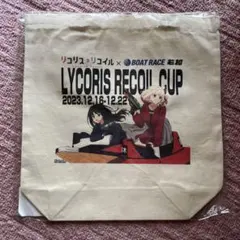 リコリス・リコイル × BOAT RACE 尼崎
LYCORIS RECOIL CUP
2023.12.16-12.22